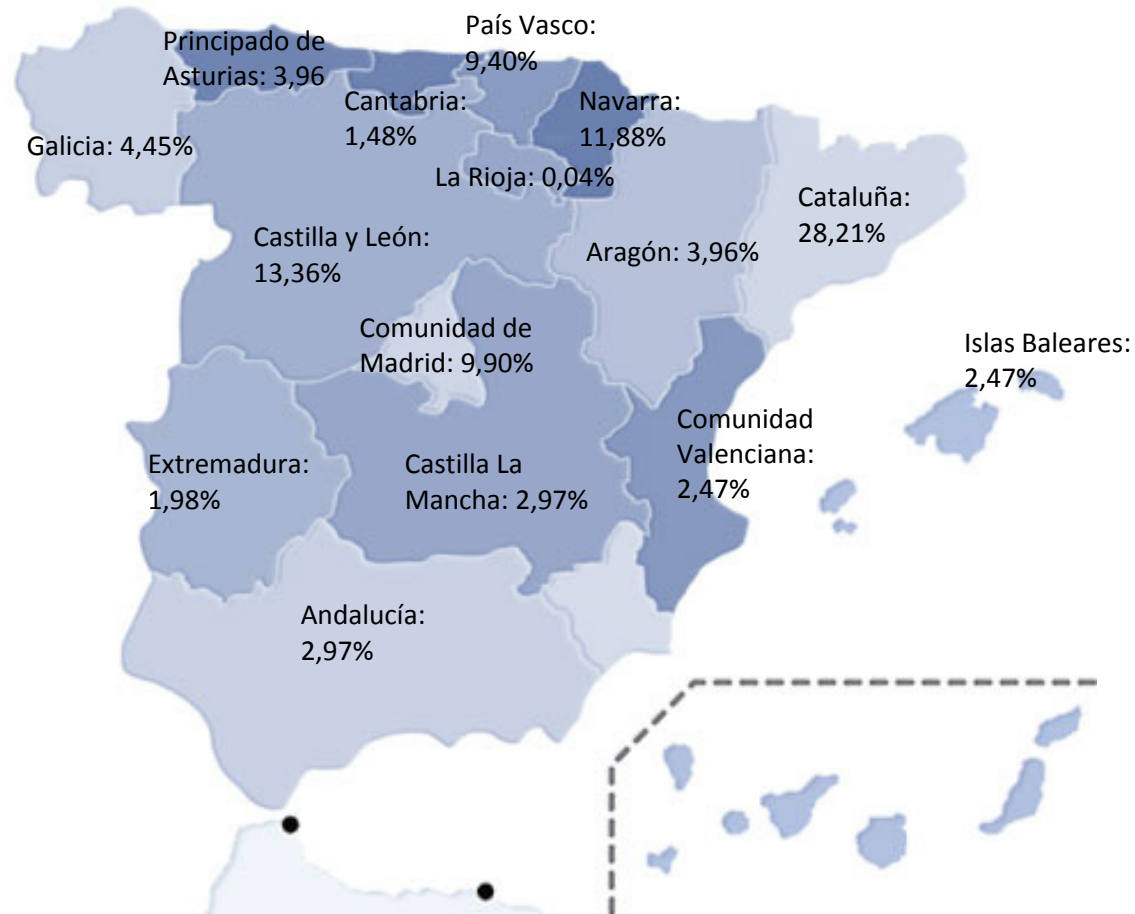 País Vasco:
9,40%
Principado de
Asturias: 3,96
Cantabria:
1,48%
Navarra:
11,88%
Galicia: 4,45%
La Rioja: 0,04%
Cataluña:
28,21%
Castilla y León:
13,36%
Aragón: 3,96%
Comunidad de
Madrid: 9,90%
Islas Baleares:
2,47%
Comunidad
Valenciana:
2,47%
Extremadura:
1,98%
Castilla La
Mancha: 2,97%
Andalucía:
2,97%